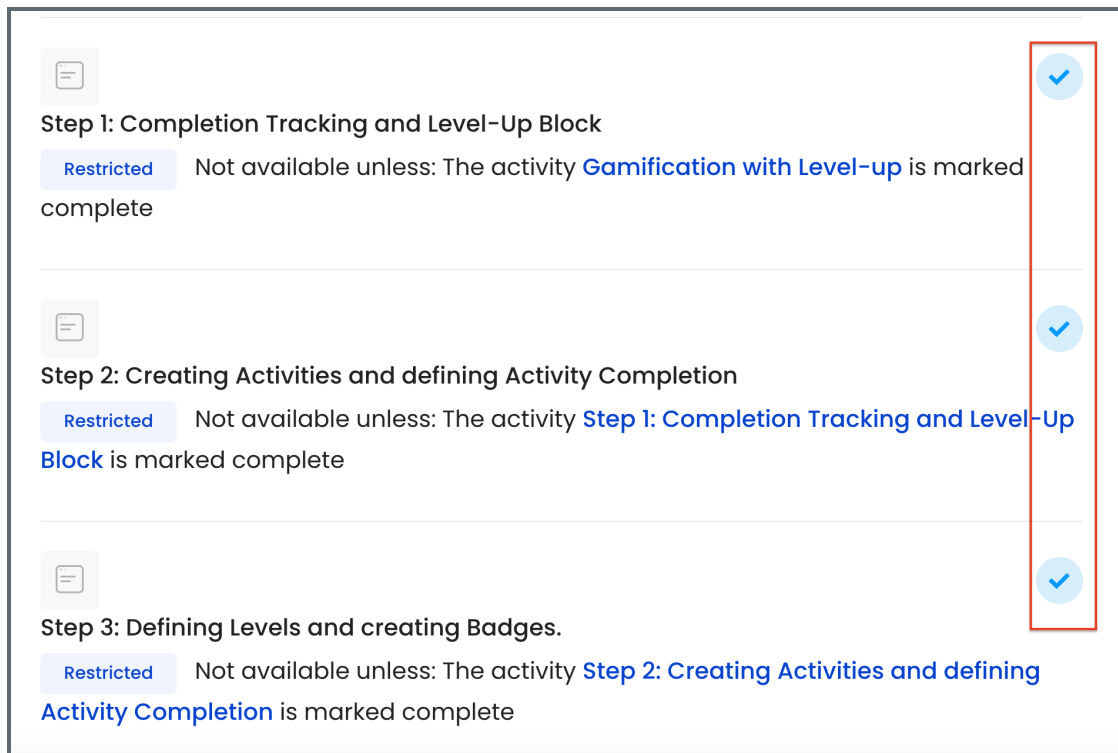 Step 1: Completion Tracking and Level-Up Block
Restricted Not available unless: The activity Gamification with Level-up is marked
complete
Step 2: Creating Activities and defining Activity Completion
Restricted Not available unless: The activity Step 1: Completion Tracking and Level-Up
Block is marked complete
Step 3: Defining Levels and creating Badges.
Restricted Not available unless: The activity Step 2: Creating Activities and defining
Activity Completion is marked complete